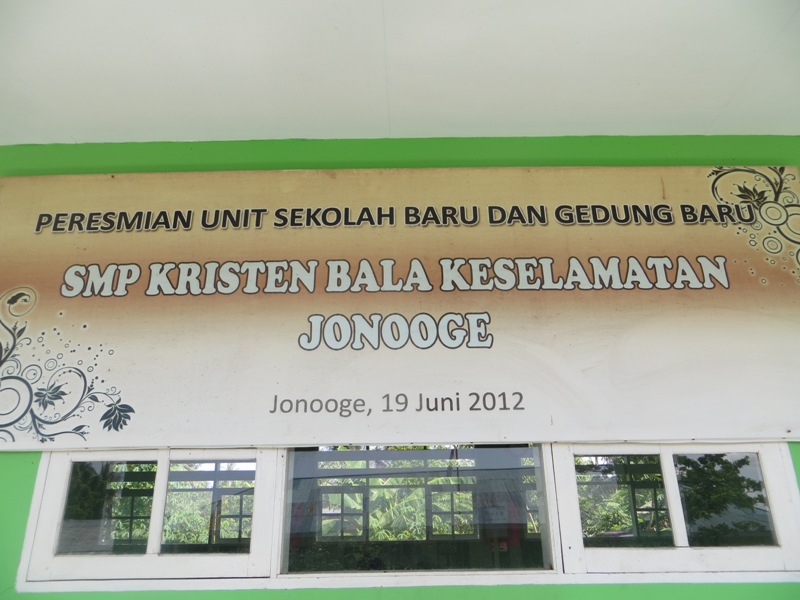 PERESMIAN UNIT SEKOLAH BARU DAN GEDUNG BARU
SMP KRISTEN BALA KESELAMATAN
JONOOGE
Jonooge, 19 Juni 2012